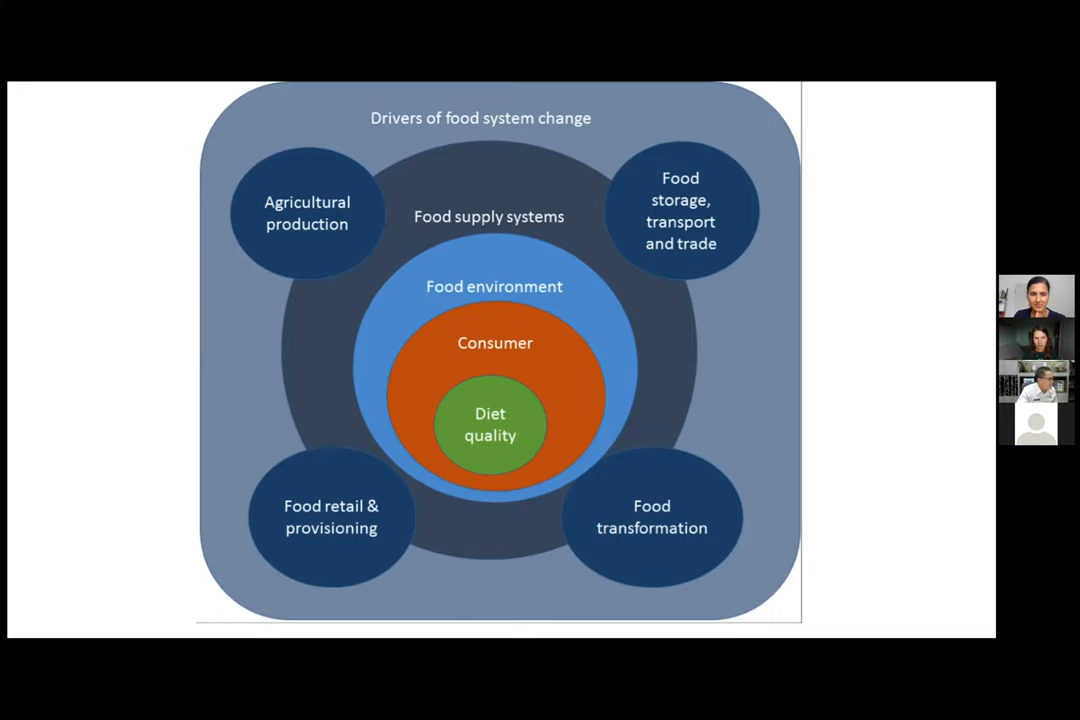 Drivers of food system change
Agricultural
production
Food
storage,
transport
and trade
Food supply systems
Food environment
Consumer
Diet
quality
Food retail &
provisioning
Food
transformation